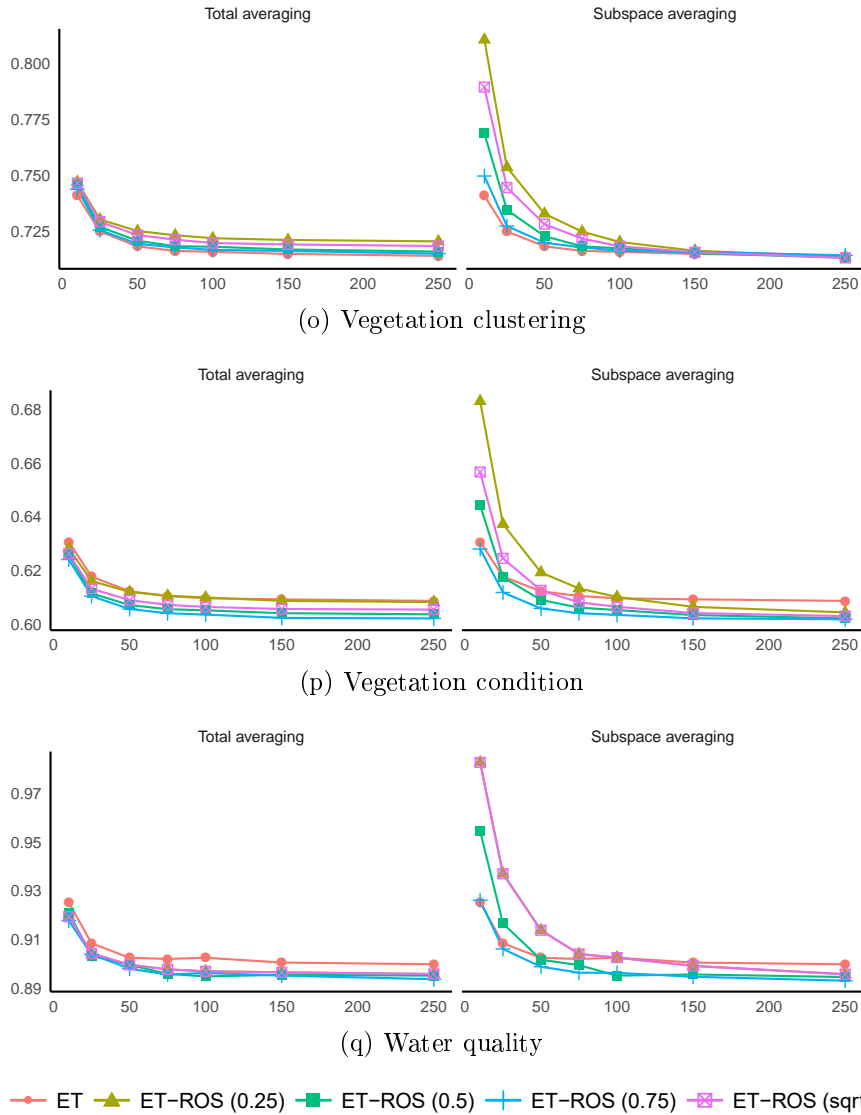 Total averaging
Subspace averaging
0.800
0.775
0.750
0.725
0 50 100 150 200 250
0 50 100 150 200 250
(o) Vegetation clustering
Total averaging
Subspace averaging
0.68
0.66
0.64
0.62
0.60
0 50 100 150 200 250
0 50 100 150 200 250
(p) Vegetation condition
Total averaging
Subspace averaging
0.97
0.95
0.93
0.91
0.89
0 50 100 150 200 250
0 50 100 150 200 250
(q) Water quality
ET ET−ROS (0.25) ET−ROS (0.5) ET−ROS (0.75) ET−ROS (sqr